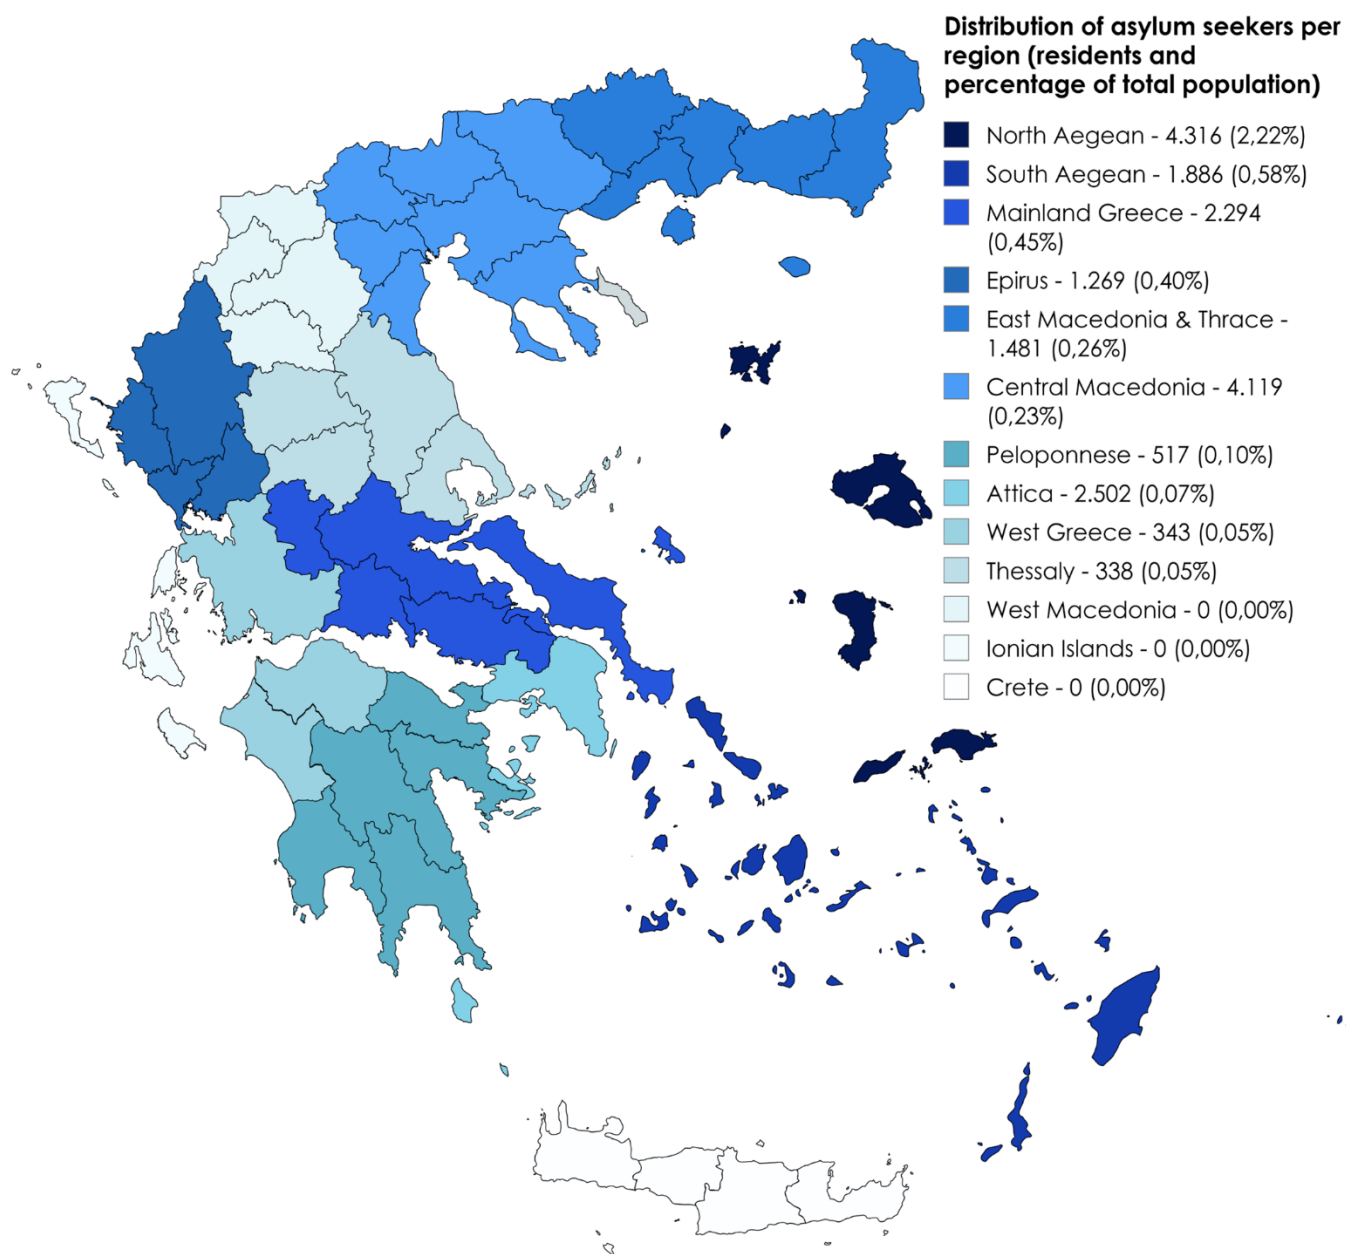 Distribution of asylum seekers per
region (residents and
percentage of total population)
North Aegean - 4.316 (2,22%)
South Aegean - 1.886 (0,58%)
Mainland Greece - 2.294
(0,45%)
Epirus - 1.269 (0,40%)
East Macedonia & Thrace -
1.481 (0,26%)
Central Macedonia - 4.119
(0,23%)
Peloponnese - 517 (0,10%)
Attica - 2.502 (0,07%)
West Greece - 343 (0,05%)
Thessaly - 338 (0,05%)
West Macedonia - 0 (0,00%)
Ionian Islands - 0 (0,00%)
Crete - 0 (0,00%)